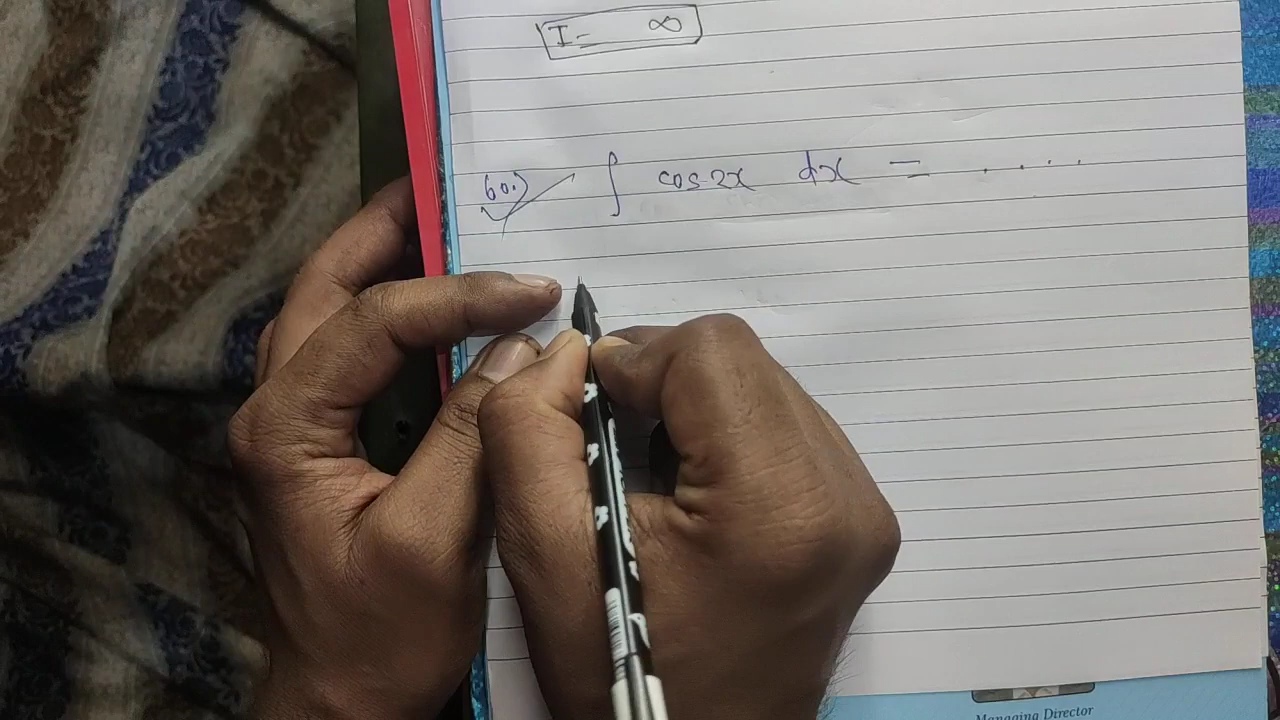 I = ∞
60.) ∫ cos 2x dx = .....
Managing Director